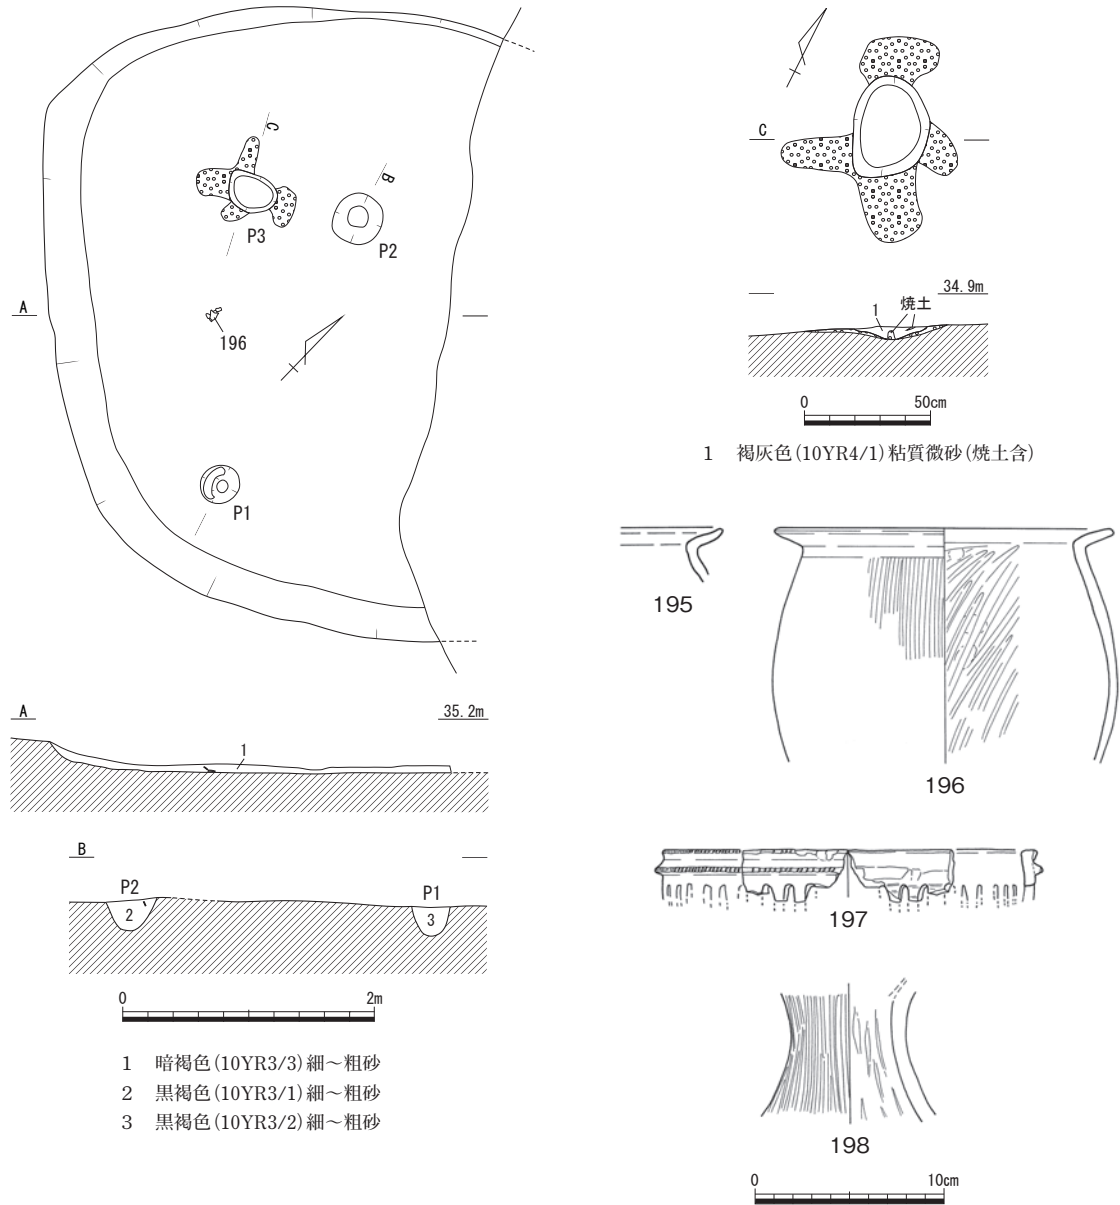 C
B
P3
P2
A
196
P1
A
35.2m
1
B
P2
P1
2
3
0
2m
1 暗褐色(10YR3/3)細～粗砂
2 黒褐色(10YR3/1)細～粗砂
3 黒褐色(10YR3/2)細～粗砂
C
34.9m
1
焼土
0
50cm
1 褐灰色(10YR4/1)粘質微砂(焼土含)
195
196
197
198
0
10cm